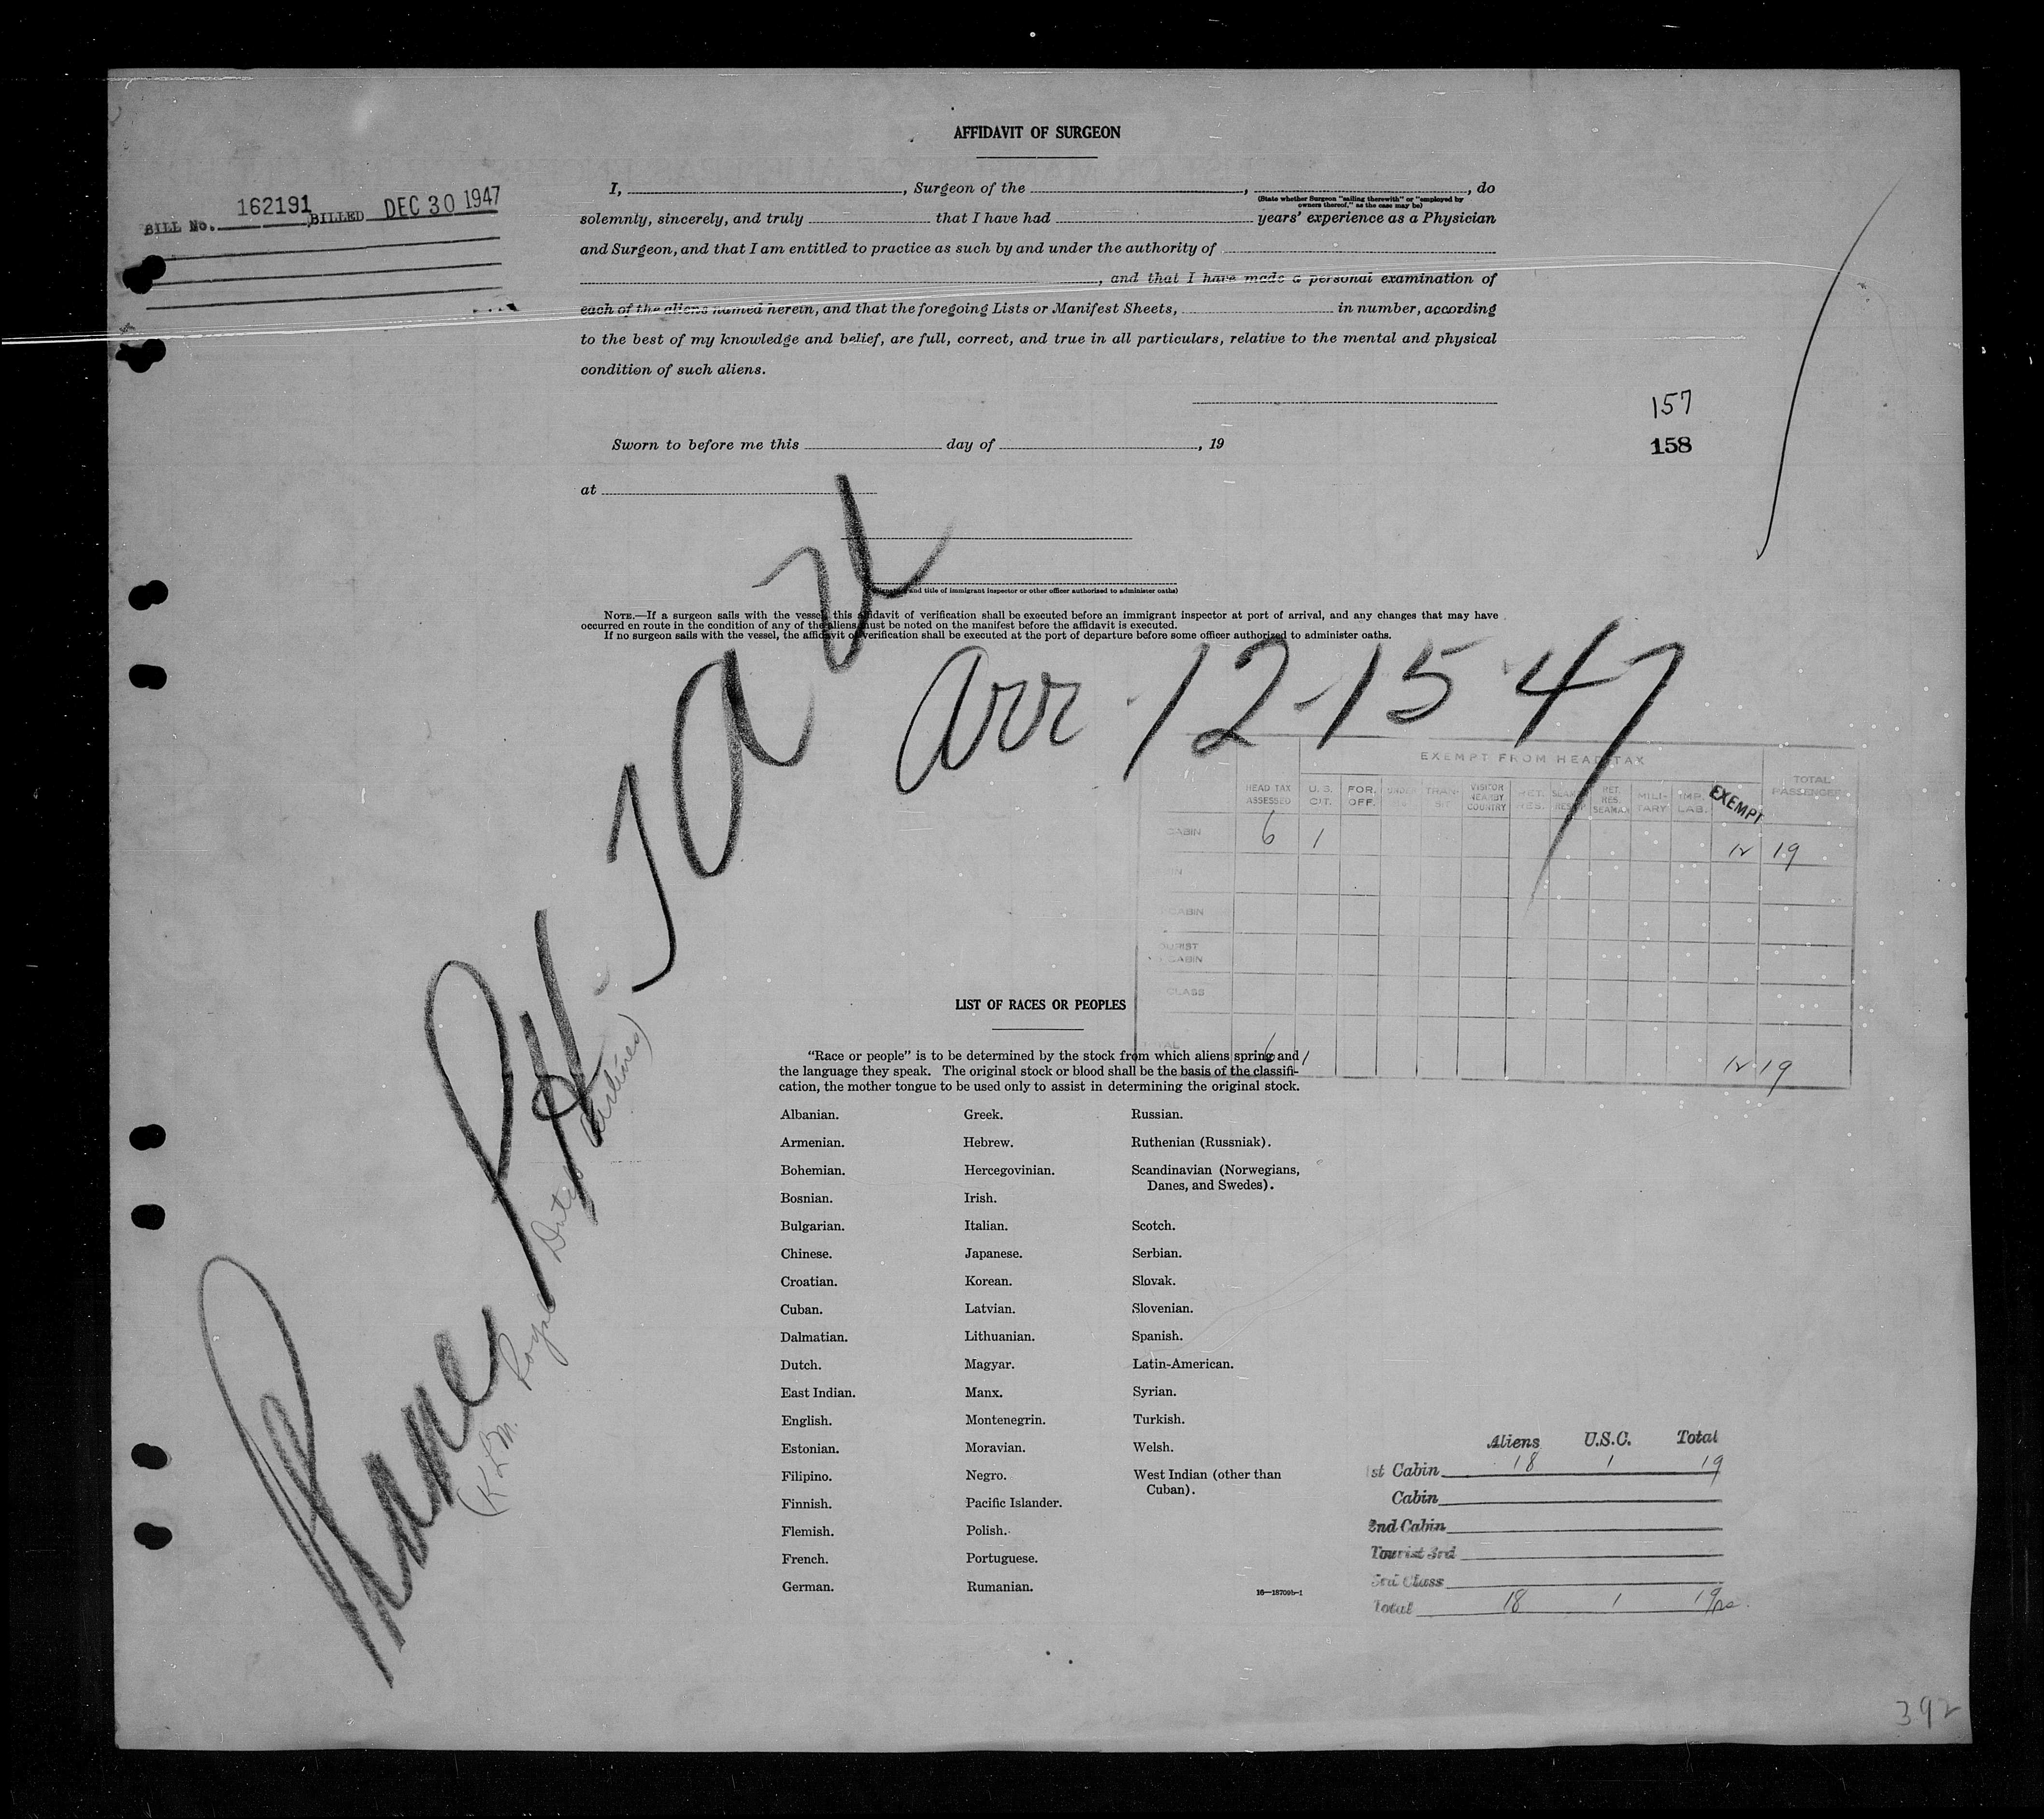 AFFIDAVIT OF SURGEON
BILL No. 162191 BILLED DEC 30 1947
I, , Surgeon of the , , do
(State whether Surgeon "sailing therewith" or "employed by
owners thereof," as the case may be)
solemnly, sincerely, and truly that I have had years' experience as a Physician
and Surgeon, and that I am entitled to practice as such by and under the authority of
, and that I have made a personal examination of
each of the aliens named herein, and that the foregoing Lists or Manifest Sheets, in number, according
to the best of my knowledge and belief, are full, correct, and true in all particulars, relative to the mental and physical
condition of such aliens.
157
Sworn to before me this day of , 19
158
at
(Signature and title of immigrant inspector or other officer authorized to administer oaths)
NOTE.—If a surgeon sails with the vessel, this affidavit of verification shall be executed before an immigrant inspector at port of arrival, and any changes that may have
occurred en route in the condition of any of the aliens must be noted on the manifest before the affidavit is executed.
If no surgeon sails with the vessel, the affidavit of verification shall be executed at the port of departure before some officer authorized to administer oaths.
Arr 12-15-47
Plane PH-
(K.L.M. Royal Dutch Airlines)
EXEMPT FROM HEAD TAX
HEAD TAX ASSESSED U.S. CIT. FOR. OFF. TRAN- SIT VISITOR NEARBY COUNTRY RET. RES. RET. RES. SEAMAN MILI- TARY IMP. LAB. EXEMPT TOTAL PASSENGERS
CABIN 6 1 12 19
CABIN
TOURIST
CABIN
CLASS
TOTAL 6 1 12 19
LIST OF RACES OR PEOPLES
"Race or people" is to be determined by the stock from which aliens spring and
the language they speak. The original stock or blood shall be the basis of the classifi-
cation, the mother tongue to be used only to assist in determining the original stock.
Albanian. Greek. Russian.
Armenian. Hebrew. Ruthenian (Russniak).
Bohemian. Hercegovinian. Scandinavian (Norwegians,
Danes, and Swedes).
Bosnian. Irish.
Bulgarian. Italian. Scotch.
Chinese. Japanese. Serbian.
Croatian. Korean. Slovak.
Cuban. Latvian. Slovenian.
Dalmatian. Lithuanian. Spanish.
Dutch. Magyar. Latin-American.
East Indian. Manx. Syrian.
English. Montenegrin. Turkish.
Estonian. Moravian. Welsh.
Filipino. Negro. West Indian (other than
Cuban).
Finnish. Pacific Islander.
Flemish. Polish.
French. Portuguese.
German. Rumanian.
16—18709b-1
Aliens U.S.C. Total
1st Cabin 18 1 19
Cabin
2nd Cabin
Tourist 3rd
3rd Class
Total 18 1 19
392